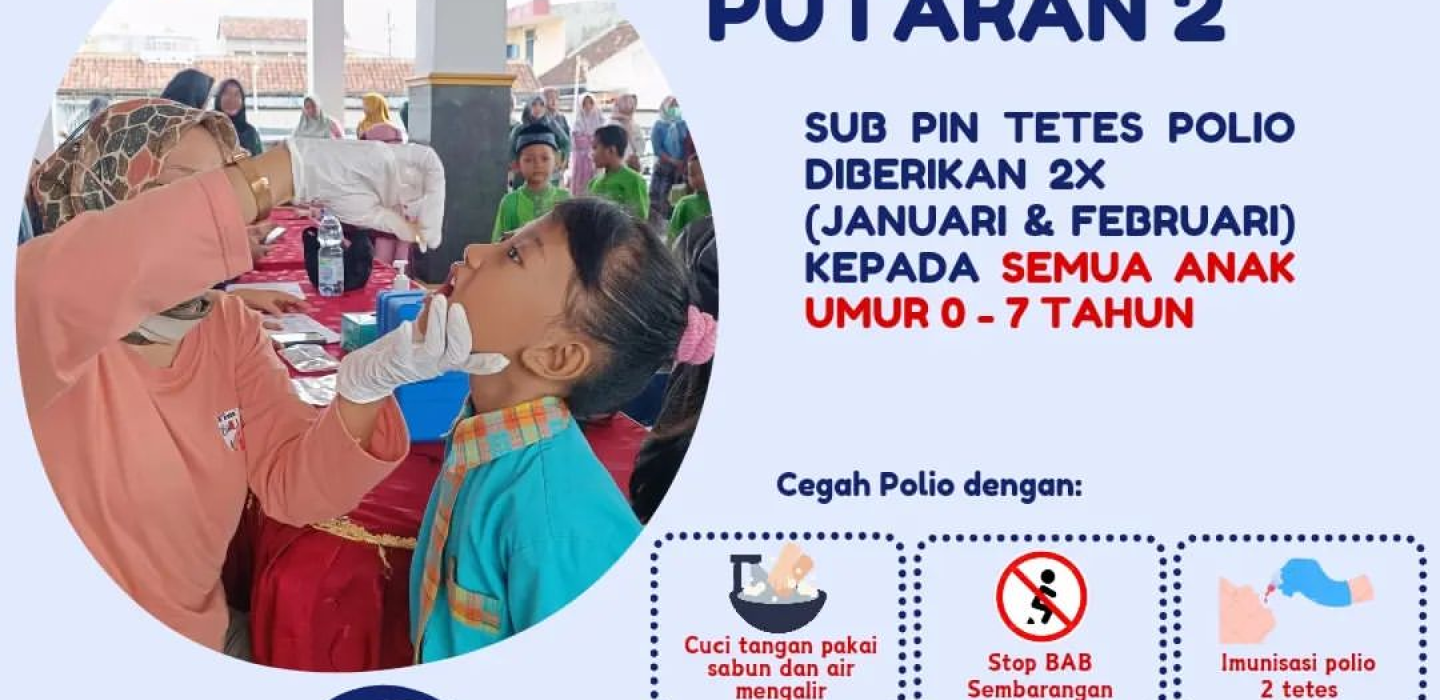 PUTARAN 2
SUB PIN TETES POLIO
DIBERIKAN 2X
(JANUARI & FEBRUARI)
KEPADA SEMUA ANAK
UMUR 0 - 7 TAHUN
Cegah Polio dengan:
Cuci tangan pakai
sabun dan air
mengalir
Stop BAB
Sembarangan
Imunisasi polio
2 tetes